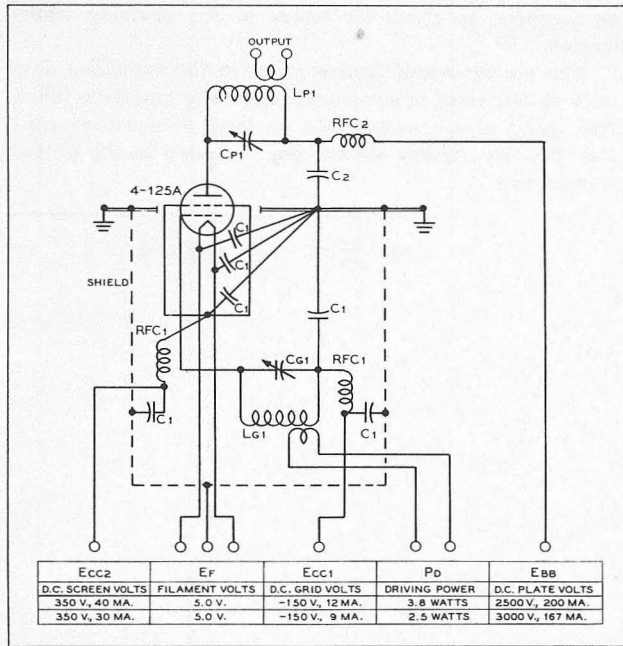 OUTPUT
LP1
CP1
RFC2
C2
4-125A
C1
C1
C1
SHIELD
C1
RFC1
CG1
RFC1
C1
LG1
C1
ECC2 EF ECC1 PD EBB
D.C. SCREEN VOLTS FILAMENT VOLTS D.C. GRID VOLTS DRIVING POWER D.C. PLATE VOLTS
350 V., 40 MA. 5.0 V. -150 V., 12 MA. 3.8 WATTS 2500 V., 200 MA.
350 V., 30 MA. 5.0 V. -150 V., 9 MA. 2.5 WATTS 3000 V., 167 MA.